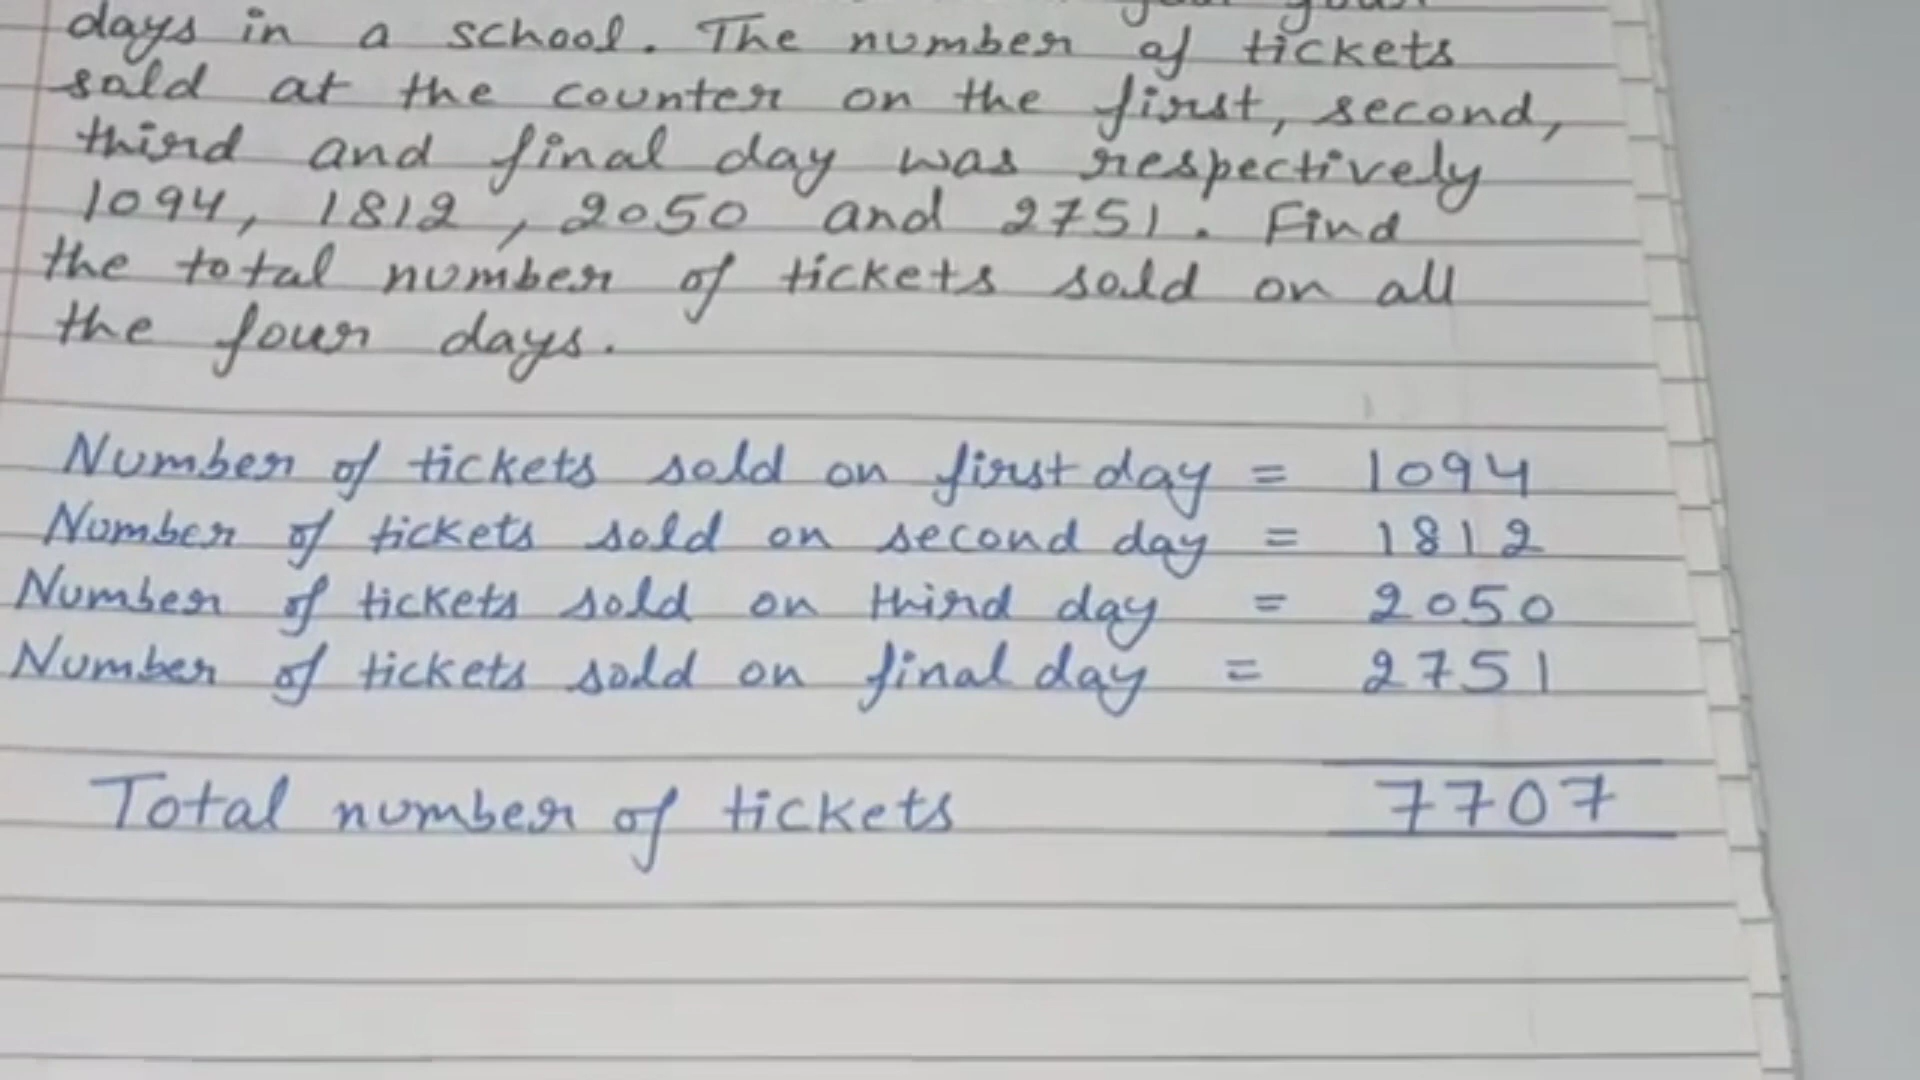 days in a school. The number of tickets
sold at the counter on the first, second,
third and final day was respectively
1094, 1812, 2050 and 2751. Find
the total number of tickets sold on all
the four days.
Number of tickets sold on first day = 1094
Number of tickets sold on second day = 1812
Number of tickets sold on third day = 2050
Number of tickets sold on final day = 2751
Total number of tickets 7707